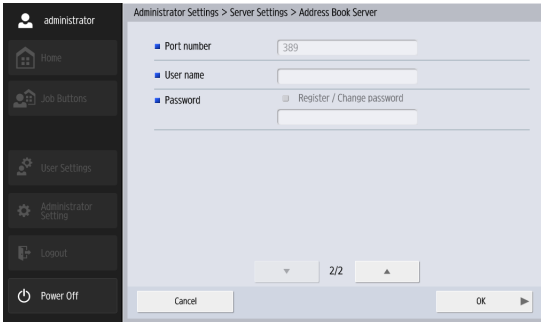 administrator
Administrator Settings > Server Settings > Address Book Server
Home
Job Buttons
User Settings
Administrator
Setting
Logout
Power Off
Port number
389
User name
Password
Register / Change password
2/2
Cancel
OK